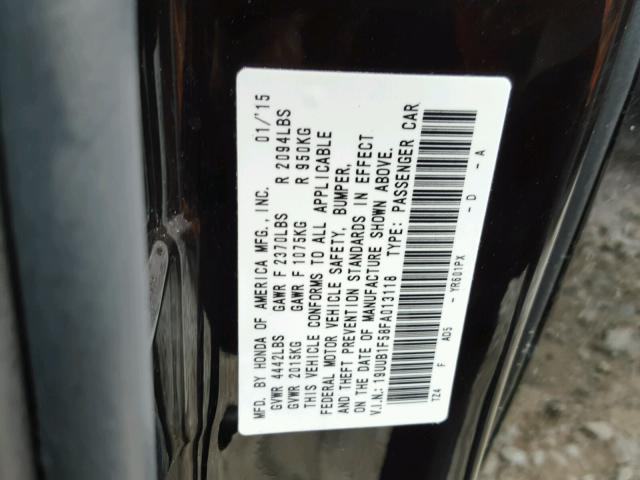 MFD. BY HONDA OF AMERICA MFG.,INC. 01/'15
GVWR 4442LBS GAWR F 2370LBS R 2094LBS
GVWR 2015KG GAWR F 1075KG R 950KG
THIS VEHICLE CONFORMS TO ALL APPLICABLE
FEDERAL MOTOR VEHICLE SAFETY, BUMPER,
AND THEFT PREVENTION STANDARDS IN EFFECT
ON THE DATE OF MANUFACTURE SHOWN ABOVE.
V.I.N.: 19UUB1F58FA013118 TYPE: PASSENGER CAR
TZ4 F AD5 - YR601PX - D - A